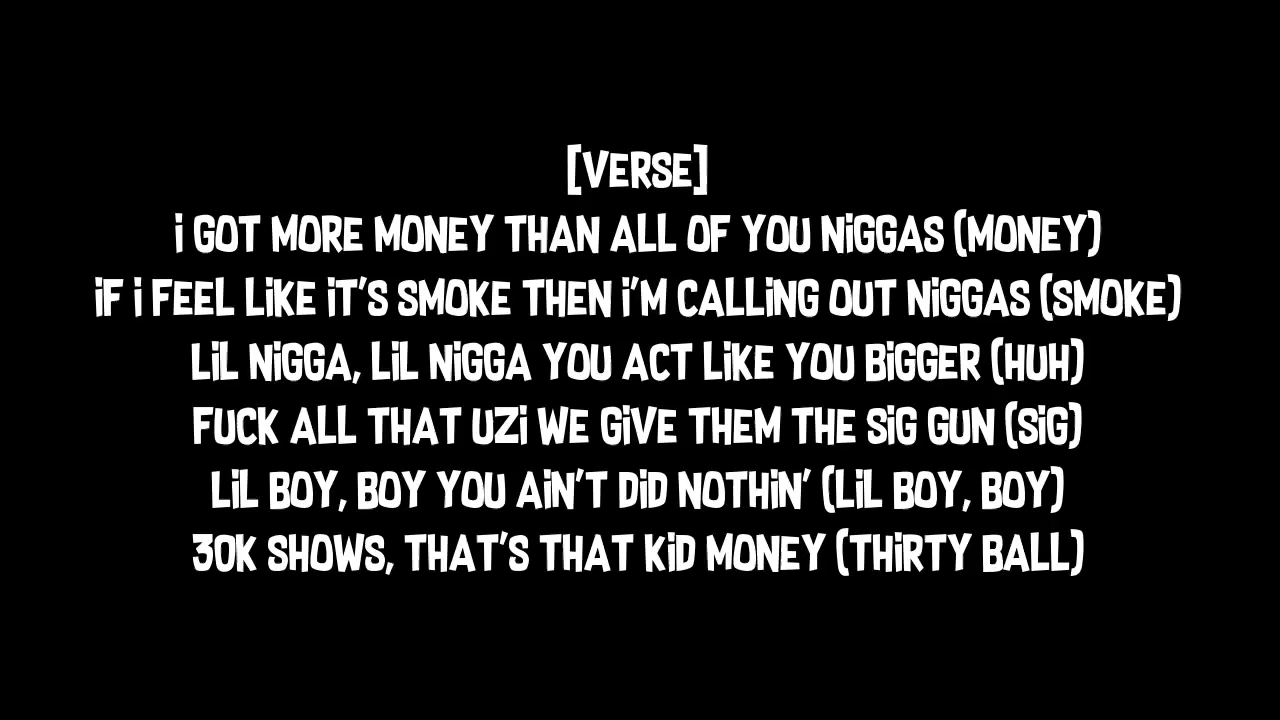 [VERSE]
I GOT MORE MONEY THAN ALL OF YOU NIGGAS (MONEY)
IF I FEEL LIKE IT'S SMOKE THEN I'M CALLING OUT NIGGAS (SMOKE)
LIL NIGGA, LIL NIGGA YOU ACT LIKE YOU BIGGER (HUH)
FUCK ALL THAT UZI WE GIVE THEM THE SIG GUN (SIG)
LIL BOY, BOY YOU AIN'T DID NOTHIN' (LIL BOY, BOY)
30K SHOWS, THAT'S THAT KID MONEY (THIRTY BALL)